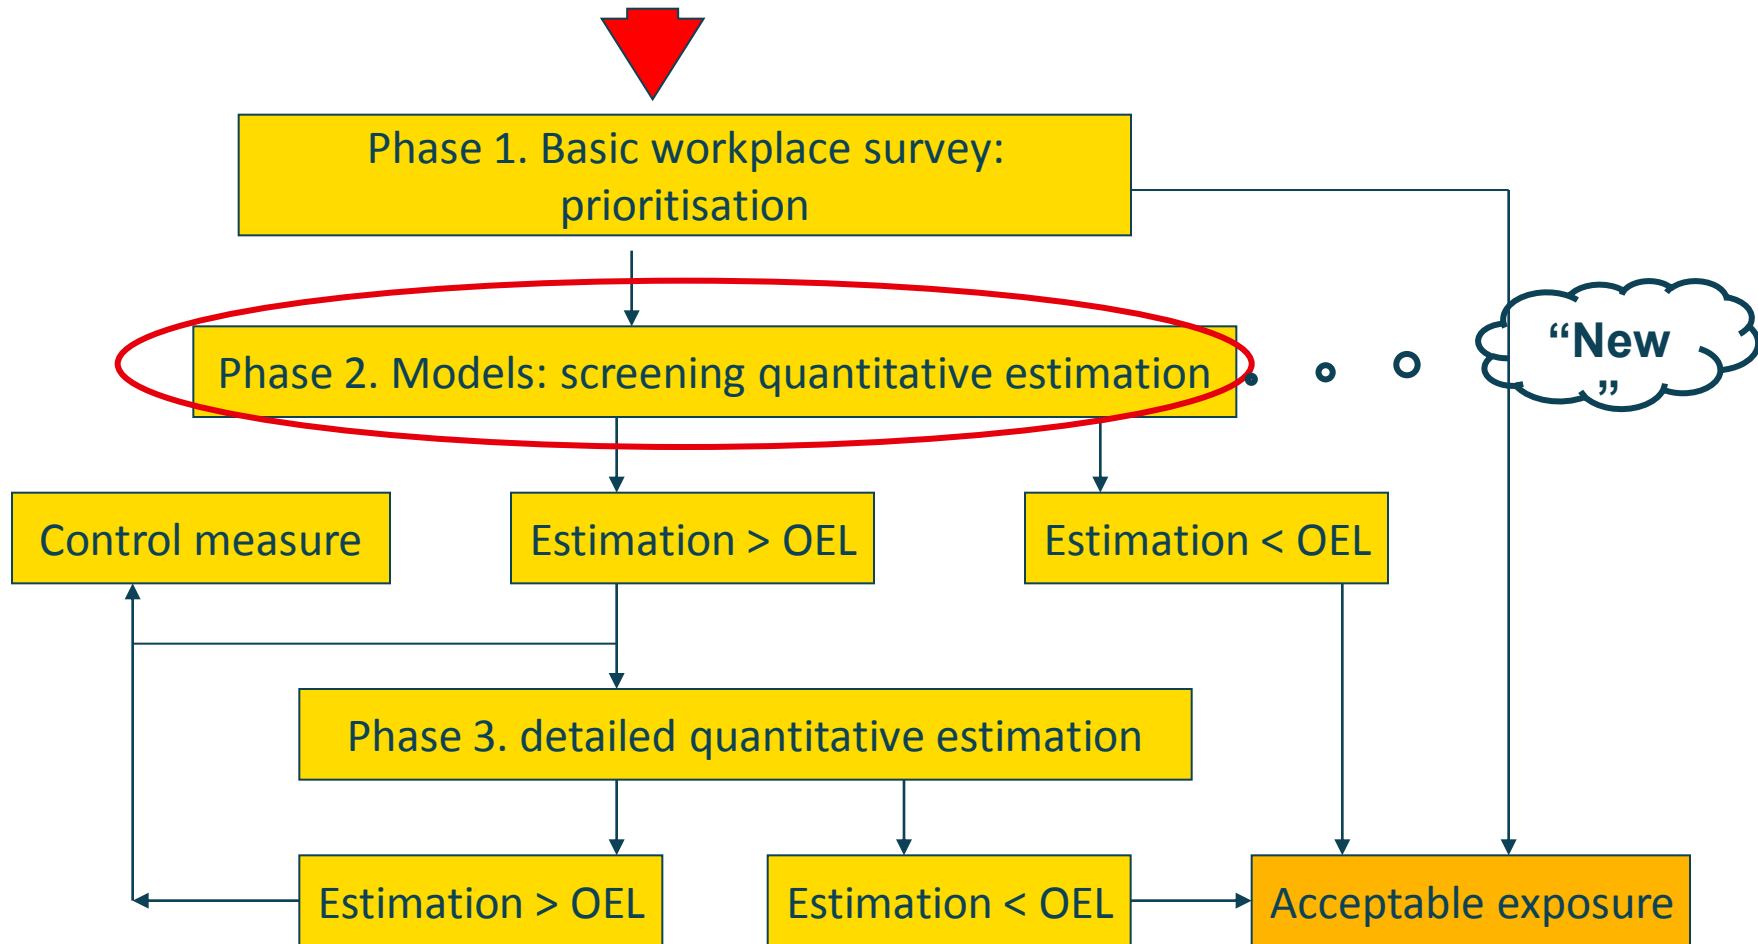 Phase 1. Basic workplace survey:
prioritisation
“New
”
Phase 2. Models: screening quantitative estimation
Control measure
Estimation > OEL
Estimation < OEL
Phase 3. detailed quantitative estimation
Estimation > OEL
Estimation < OEL
Acceptable exposure